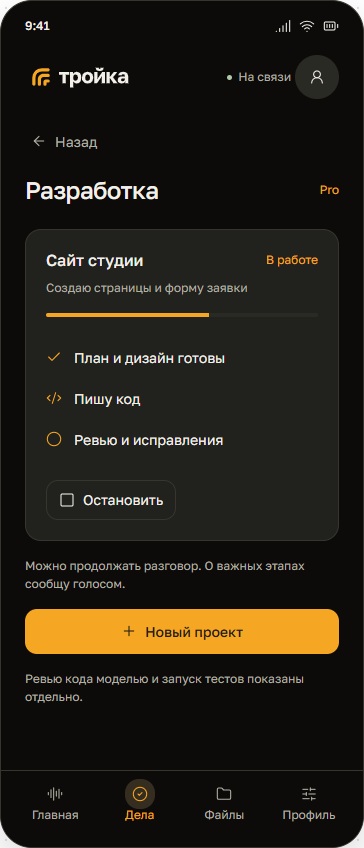 9:41
тройка
На связи
Назад
Разработка
Pro
Сайт студии
В работе
Создаю страницы и форму заявки
План и дизайн готовы
Пишу код
Ревью и исправления
Остановить
Можно продолжать разговор. О важных этапах
сообщу голосом.
Новый проект
Ревью кода моделью и запуск тестов показаны
отдельно.
Главная
Дела
Файлы
Профиль